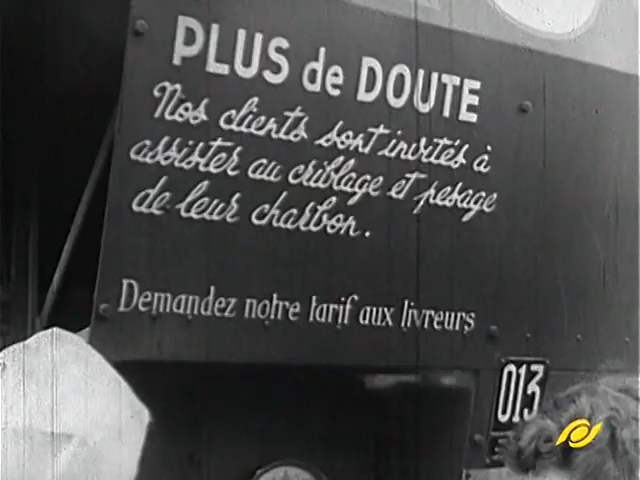 PLUS de DOUTE
Nos clients sont invités à
assister au criblage et pesage
de leur charbon.
Demandez notre tarif aux livreurs
013